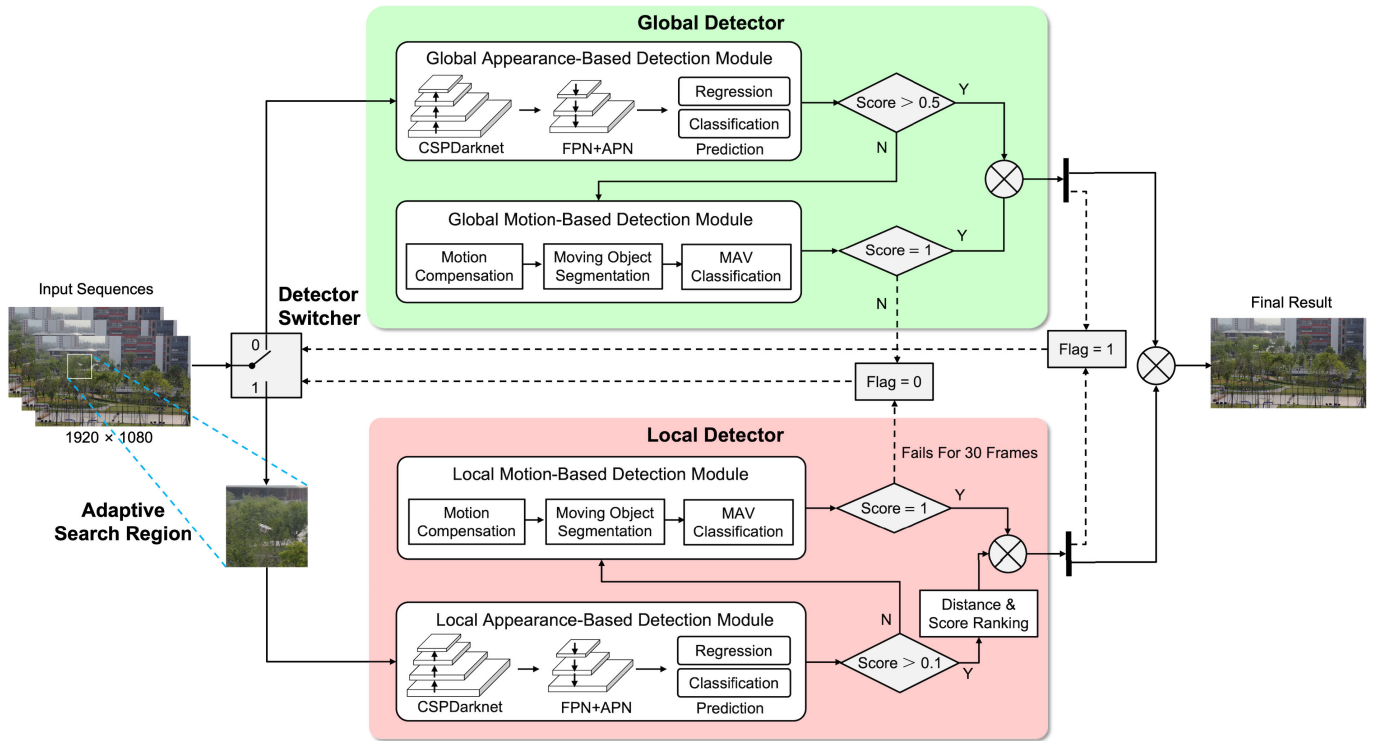 Global Detector
Global Appearance-Based Detection Module
CSPDarknet
FPN+APN
Regression
Classification
Prediction
Score > 0.5
Y
N
Global Motion-Based Detection Module
Motion
Compensation
Moving Object
Segmentation
MAV
Classification
Score = 1
Y
N
Input Sequences
1920 × 1080
Detector
Switcher
0
1
Flag = 1
Flag = 0
Final Result
Adaptive
Search Region
Local Detector
Fails For 30 Frames
Local Motion-Based Detection Module
Motion
Compensation
Moving Object
Segmentation
MAV
Classification
Score = 1
Y
Distance &
Score Ranking
Local Appearance-Based Detection Module
CSPDarknet
FPN+APN
Regression
Classification
Prediction
Score > 0.1
N
Y